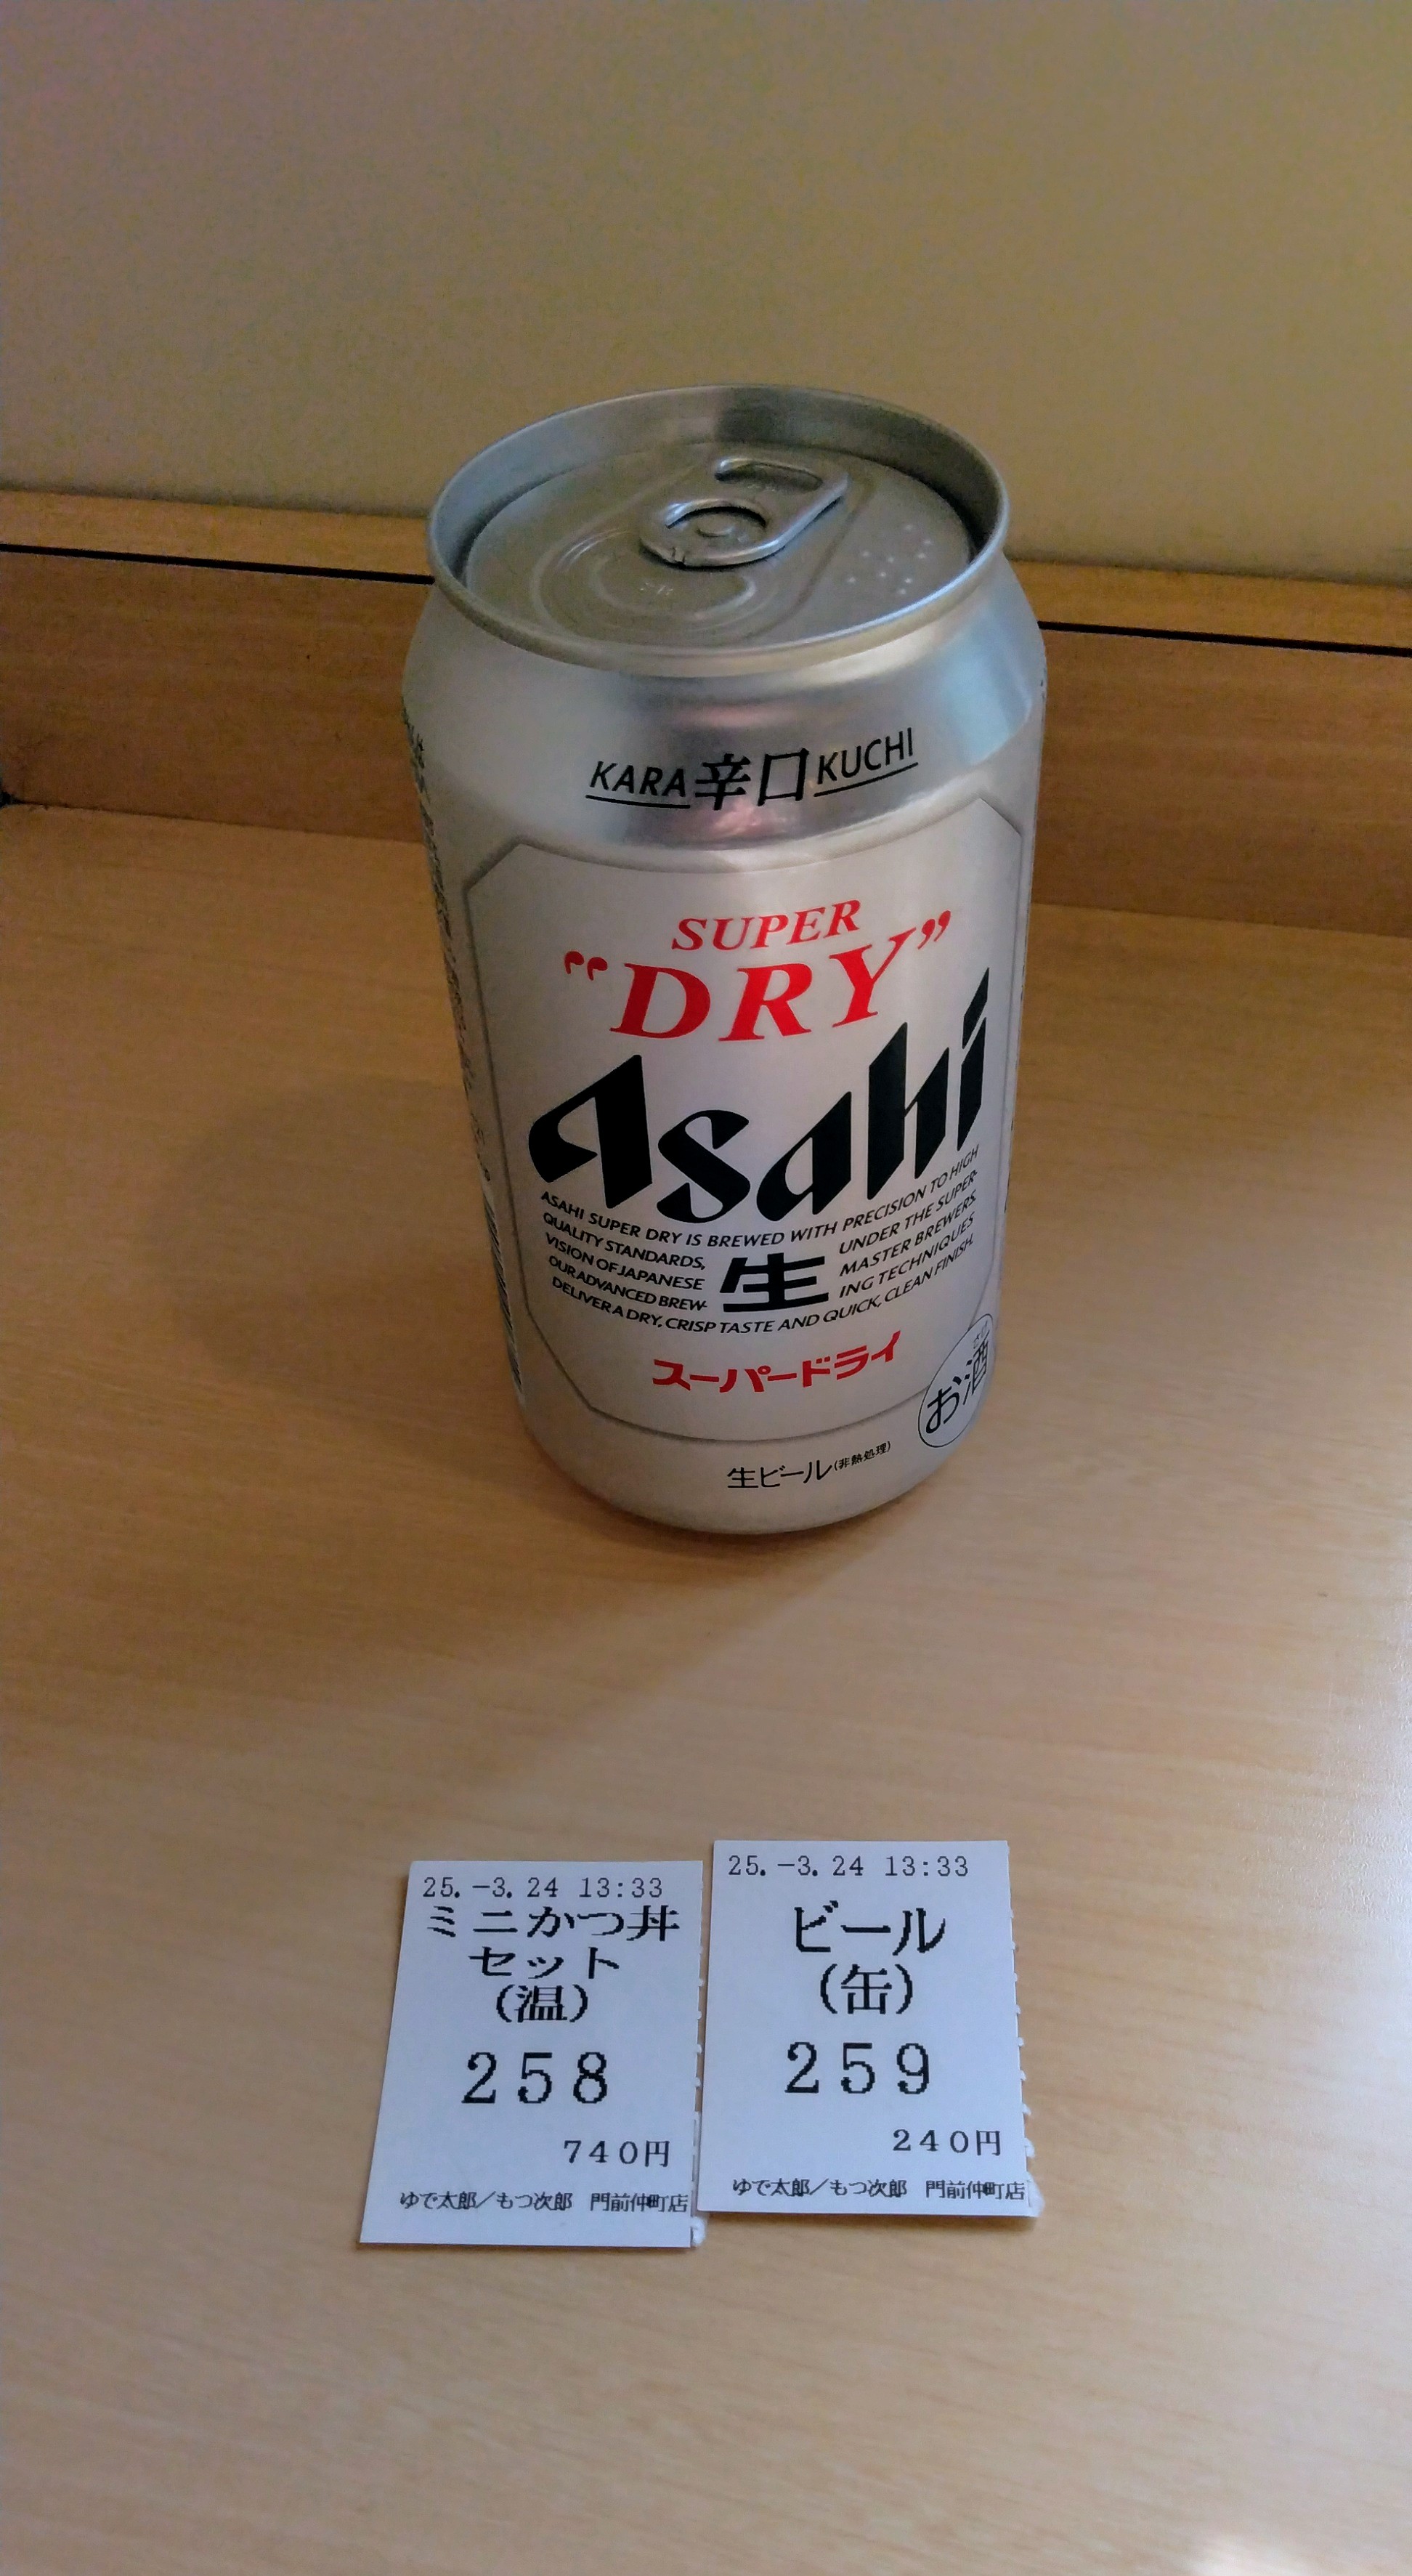 KARA辛口KUCHI
SUPER
"DRY"
Asahi
ASAHI SUPER DRY IS BREWED WITH PRECISION TO HIGH
QUALITY STANDARDS, UNDER THE SUPER-
VISION OF JAPANESE MASTER BREWERS.
OUR ADVANCED BREW- ING TECHNIQUES
DELIVER A DRY, CRISP TASTE AND QUICK, CLEAN FINISH.
生
スーパードライ
お酒
生ビール(非熱処理)
25.-3.24 13:33
ミニかつ丼
セット
(温)
258
740円
ゆで太郎/もつ次郎 門前仲町店
25.-3.24 13:33
ビール
(缶)
259
240円
ゆで太郎/もつ次郎 門前仲町店